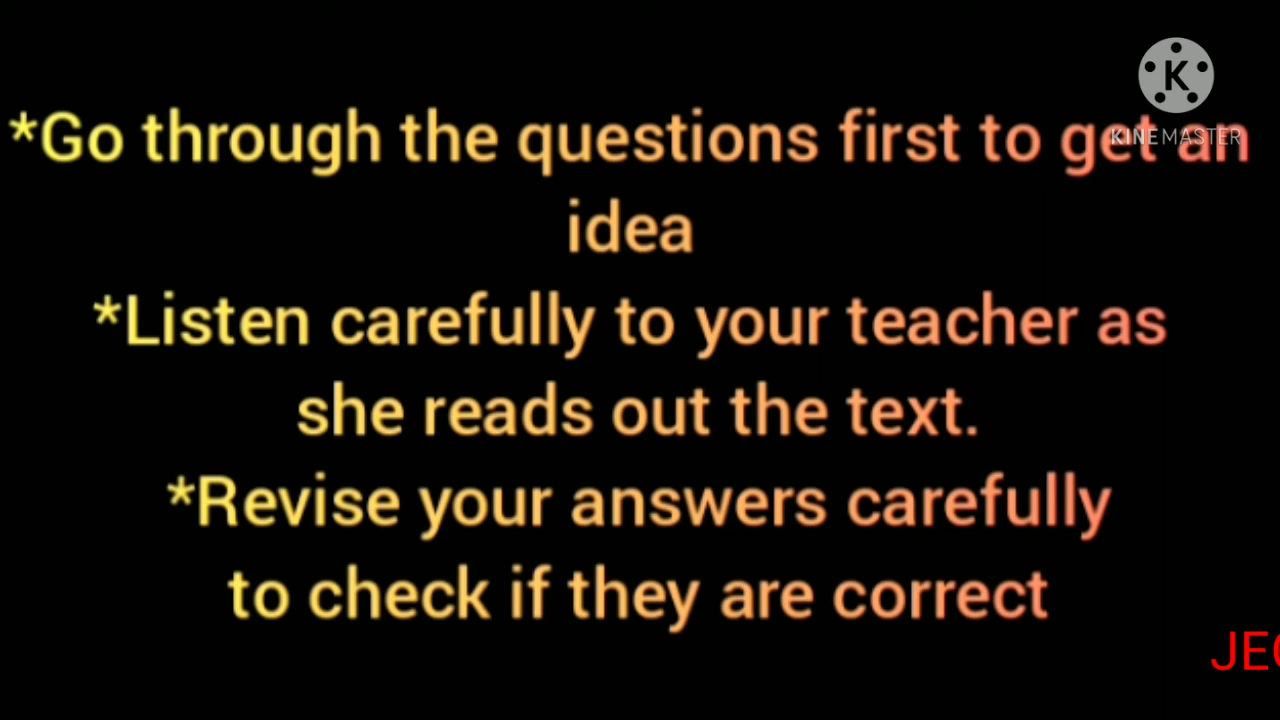 K
KINEMASTER
*Go through the questions first to get an
idea
*Listen carefully to your teacher as
she reads out the text.
*Revise your answers carefully
to check if they are correct